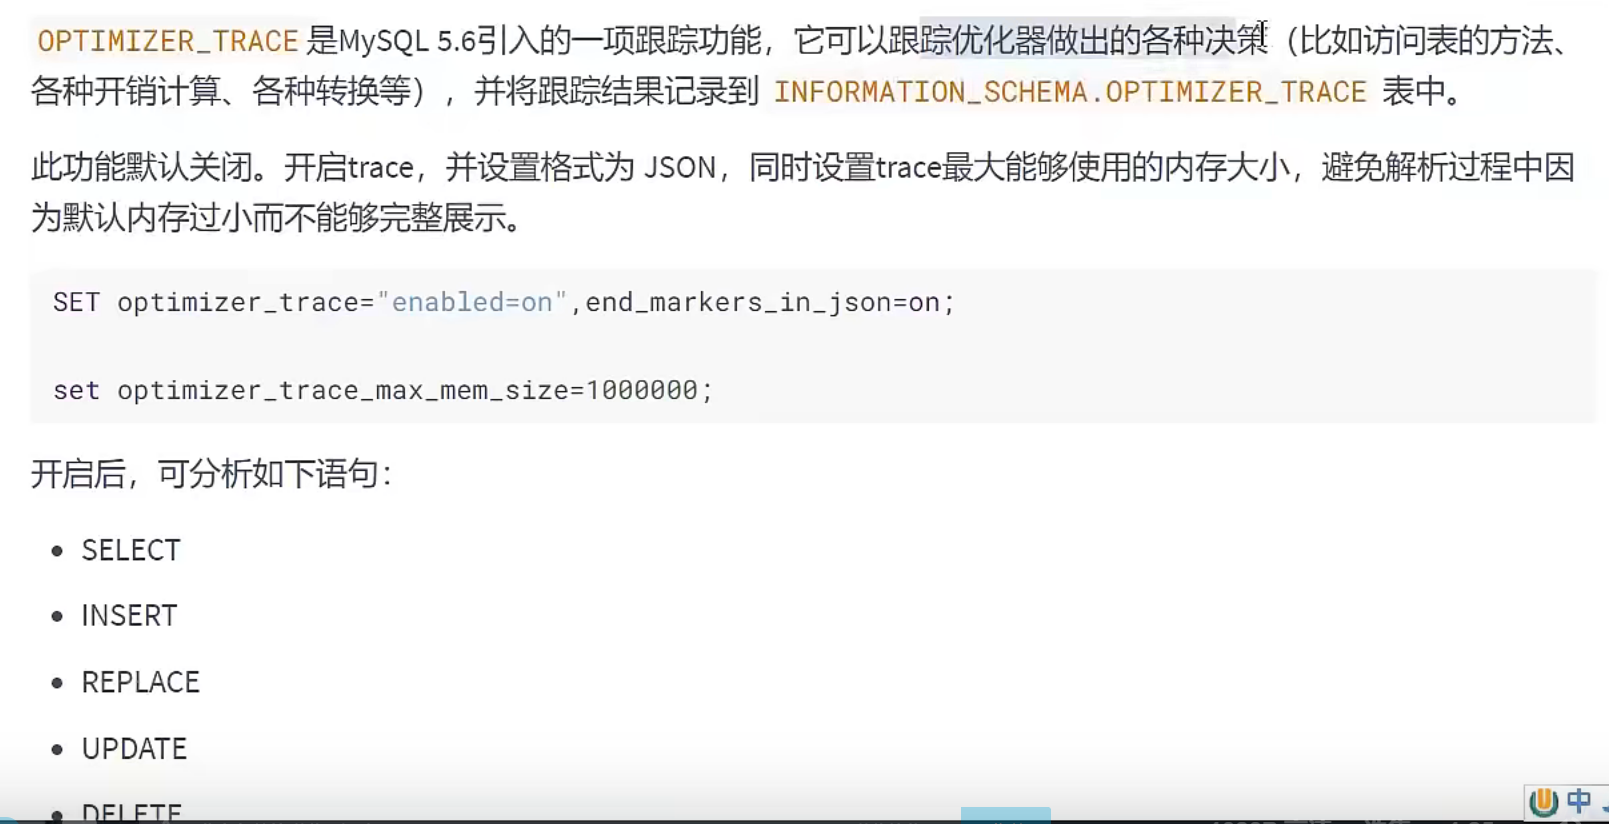 OPTIMIZER_TRACE 是MySQL 5.6引入的一项跟踪功能，它可以跟踪优化器做出的各种决策（比如访问表的方法、
各种开销计算、各种转换等），并将跟踪结果记录到 INFORMATION_SCHEMA.OPTIMIZER_TRACE 表中。
此功能默认关闭。开启trace，并设置格式为 JSON，同时设置trace最大能够使用的内存大小，避免解析过程中因
为默认内存过小而不能够完整展示。
SET optimizer_trace="enabled=on",end_markers_in_json=on;
set optimizer_trace_max_mem_size=1000000;
开启后，可分析如下语句：
• SELECT
• INSERT
• REPLACE
• UPDATE
• DELETE
中